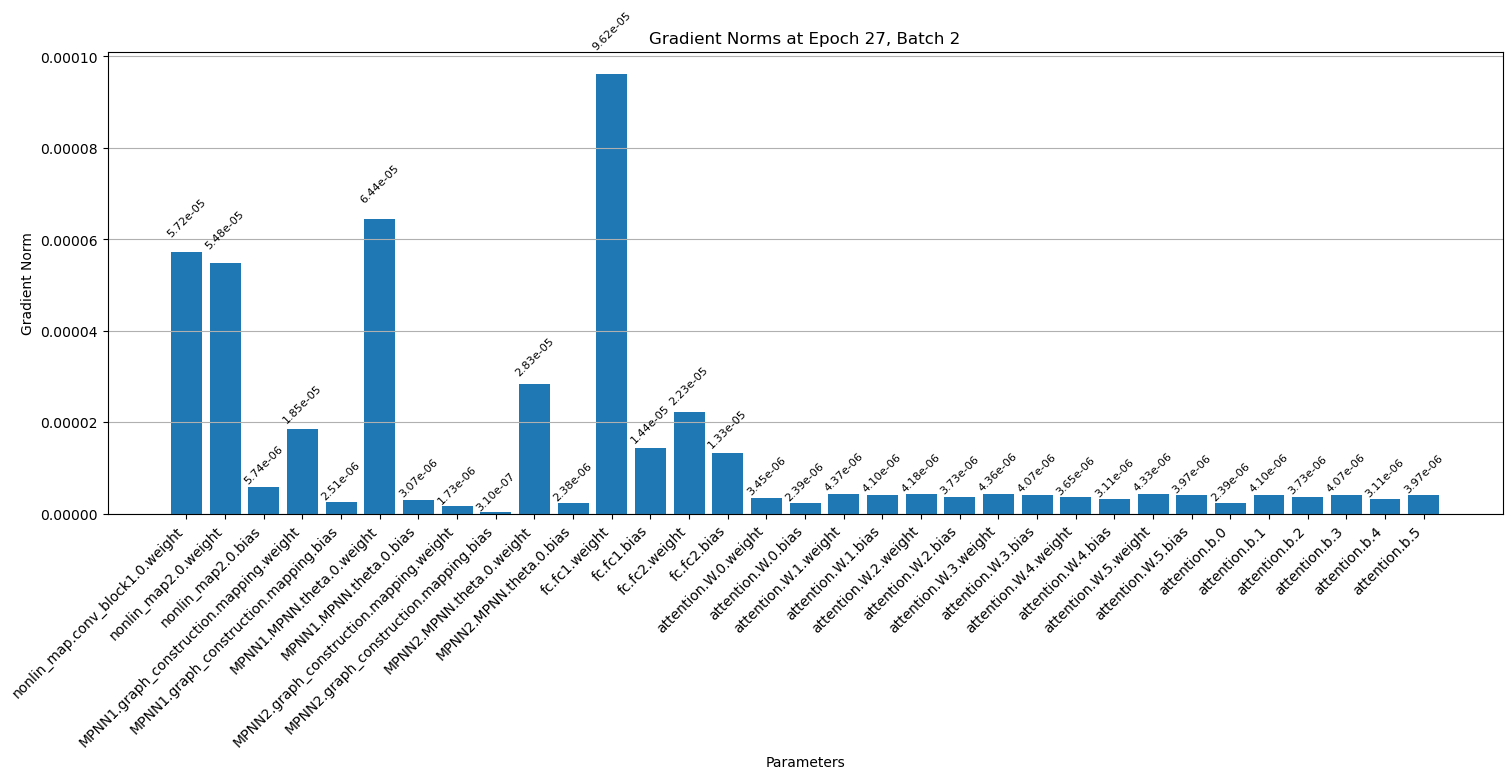 Gradient Norms at Epoch 27, Batch 2
Gradient Norm
0.00010
0.00008
0.00006
0.00004
0.00002
0.00000
5.72e-05
5.48e-05
5.74e-06
1.85e-05
2.51e-06
6.44e-05
3.07e-06
1.73e-06
3.10e-07
2.83e-05
2.38e-06
9.62e-05
1.44e-05
2.23e-05
1.33e-05
3.45e-06
2.39e-06
4.37e-06
4.10e-06
4.18e-06
3.73e-06
4.36e-06
4.07e-06
3.65e-06
3.11e-06
4.33e-06
3.97e-06
2.39e-06
4.10e-06
3.73e-06
4.07e-06
3.11e-06
3.97e-06
nonlin_map.conv_block1.0.weight
nonlin_map2.0.weight
nonlin_map2.0.bias
MPNN1.graph_construction.mapping.weight
MPNN1.graph_construction.mapping.bias
MPNN1.MPNN.theta.0.weight
MPNN1.MPNN.theta.0.bias
MPNN2.graph_construction.mapping.weight
MPNN2.graph_construction.mapping.bias
MPNN2.MPNN.theta.0.weight
MPNN2.MPNN.theta.0.bias
fc.fc1.weight
fc.fc1.bias
fc.fc2.weight
fc.fc2.bias
attention.W.0.weight
attention.W.0.bias
attention.W.1.weight
attention.W.1.bias
attention.W.2.weight
attention.W.2.bias
attention.W.3.weight
attention.W.3.bias
attention.W.4.weight
attention.W.4.bias
attention.W.5.weight
attention.W.5.bias
attention.b.0
attention.b.1
attention.b.2
attention.b.3
attention.b.4
attention.b.5
Parameters